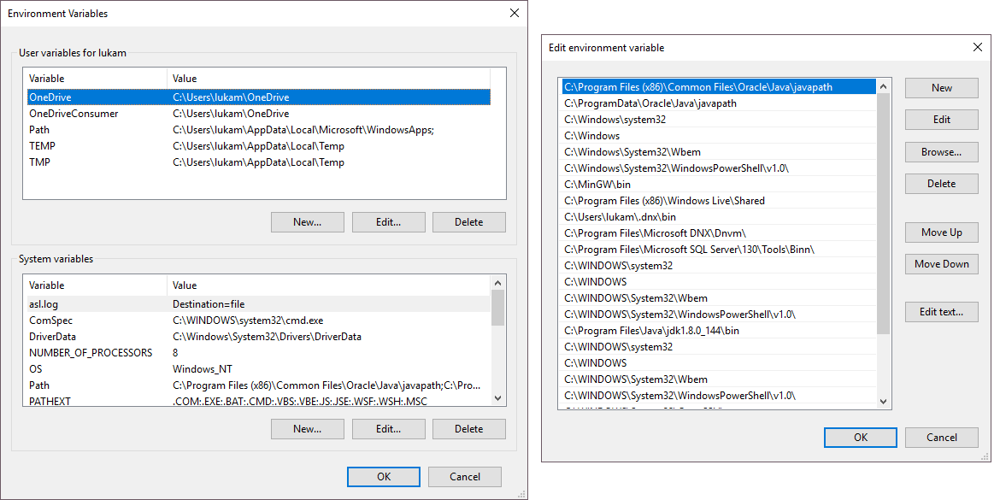 Environment Variables
User variables for lukam
Variable Value
OneDrive C:\Users\lukam\OneDrive
OneDriveConsumer C:\Users\lukam\OneDrive
Path C:\Users\lukam\AppData\Local\Microsoft\WindowsApps;
TEMP C:\Users\lukam\AppData\Local\Temp
TMP C:\Users\lukam\AppData\Local\Temp
New... Edit... Delete
System variables
Variable Value
asl.log Destination=file
ComSpec C:\WINDOWS\system32\cmd.exe
DriverData C:\Windows\System32\Drivers\DriverData
NUMBER_OF_PROCESSORS 8
OS Windows_NT
Path C:\Program Files (x86)\Common Files\Oracle\Java\javapath;C:\Pro...
PATHEXT .COM;.EXE;.BAT;.CMD;.VBS;.VBE;.JS;.JSE;.WSF;.WSH;.MSC
New... Edit... Delete
OK Cancel
Edit environment variable
C:\Program Files (x86)\Common Files\Oracle\Java\javapath
C:\ProgramData\Oracle\Java\javapath
C:\Windows\system32
C:\Windows
C:\Windows\System32\Wbem
C:\Windows\System32\WindowsPowerShell\v1.0\
C:\MinGW\bin
C:\Program Files (x86)\Windows Live\Shared
C:\Users\lukam\.dnx\bin
C:\Program Files\Microsoft DNX\Dnvm\
C:\Program Files\Microsoft SQL Server\130\Tools\Binn\
C:\WINDOWS\system32
C:\WINDOWS
C:\WINDOWS\System32\Wbem
C:\WINDOWS\System32\WindowsPowerShell\v1.0\
C:\Program Files\Java\jdk1.8.0_144\bin
C:\WINDOWS\system32
C:\WINDOWS
C:\WINDOWS\System32\Wbem
C:\WINDOWS\System32\WindowsPowerShell\v1.0\
New
Edit
Browse...
Delete
Move Up
Move Down
Edit text...
OK Cancel